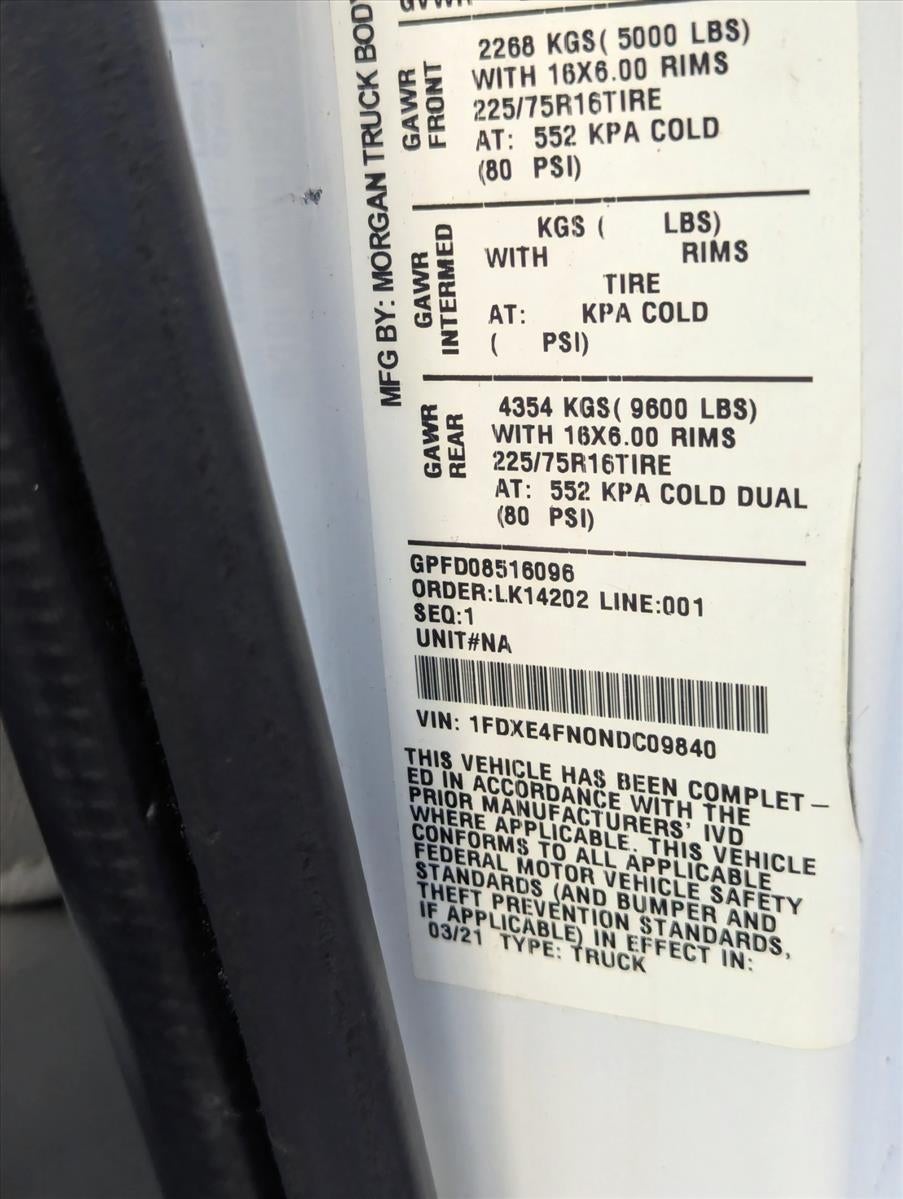 MFG BY: MORGAN TRUCK BODY
GVWR
GAWR
FRONT
2268 KGS( 5000 LBS)
WITH 16X6.00 RIMS
225/75R16TIRE
AT: 552 KPA COLD
(80 PSI)
GAWR
INTERMED
KGS ( LBS)
WITH RIMS
TIRE
AT: KPA COLD
( PSI)
GAWR
REAR
4354 KGS( 9600 LBS)
WITH 16X6.00 RIMS
225/75R16TIRE
AT: 552 KPA COLD DUAL
(80 PSI)
GPFD08516096
ORDER:LK14202 LINE:001
SEQ:1
UNIT#NA
VIN: 1FDXE4FN0NDC09840
THIS VEHICLE HAS BEEN COMPLET-
ED IN ACCORDANCE WITH THE
PRIOR MANUFACTURERS' IVD
WHERE APPLICABLE. THIS VEHICLE
CONFORMS TO ALL APPLICABLE
FEDERAL MOTOR VEHICLE SAFETY
STANDARDS (AND BUMPER AND
THEFT PREVENTION STANDARDS,
IF APPLICABLE) IN EFFECT IN:
03/21 TYPE: TRUCK